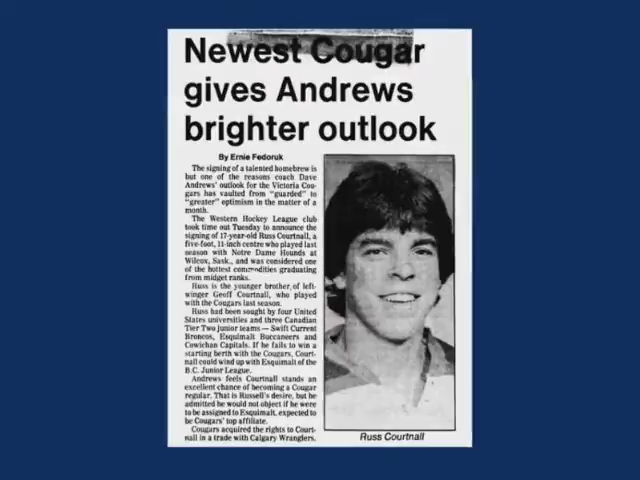 Newest Cougar
gives Andrews
brighter outlook
By Ernie Fedoruk
The signing of a talented homebrew is
but one of the reasons coach Dave
Andrews' outlook for the Victoria Cou-
gars has vaulted from "guarded" to
"greater" optimism in the matter of a
month.
The Western Hockey League club
took time out Tuesday to announce the
signing of 17-year-old Russ Courtnall, a
five-foot, 11-inch centre who played last
season with Notre Dame Hounds at
Wilcox, Sask., and was considered one
of the hottest commodities graduating
from midget ranks.
Russ is the younger brother of left-
winger Geoff Courtnall, who played
with the Cougars last season.
Russ had been sought by four United
States universities and three Canadian
Tier Two junior teams — Swift Current
Broncos, Esquimalt Buccaneers and
Cowichan Capitals. If he fails to win a
starting berth with the Cougars, Court-
nall could wind up with Esquimalt of the
B.C. Junior League.
Andrews feels Courtnall stands an
excellent chance of becoming a Cougar
regular. That is Russell's desire, but he
admitted he would not object if he were
to be assigned to Esquimalt, expected to
be Cougars' top affiliate.
Cougars acquired the rights to Court-
nall in a trade with Calgary Wranglers.
Russ Courtnall